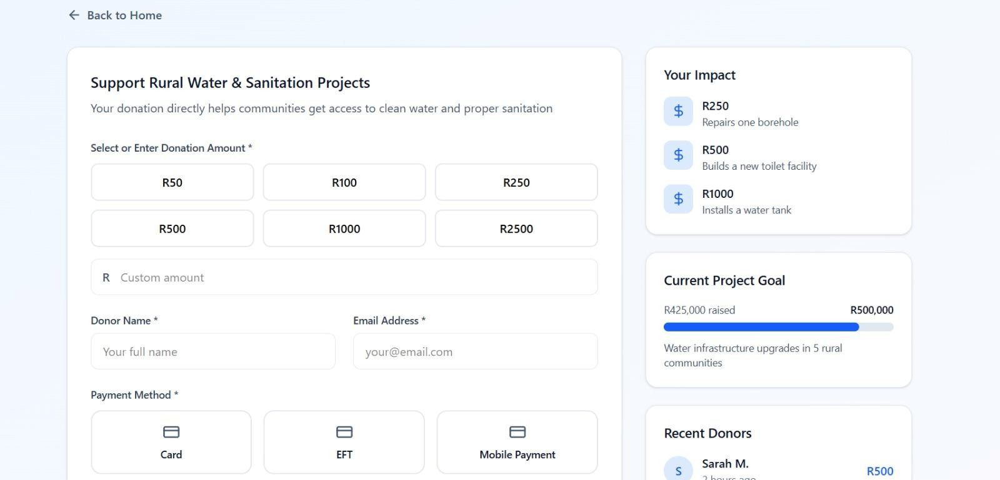 Back to Home
Support Rural Water & Sanitation Projects
Your donation directly helps communities get access to clean water and proper sanitation
Select or Enter Donation Amount *
R50
R100
R250
R500
R1000
R2500
R Custom amount
Donor Name *
Email Address *
Your full name
your@email.com
Payment Method *
Card
EFT
Mobile Payment
Your Impact
R250
Repairs one borehole
R500
Builds a new toilet facility
R1000
Installs a water tank
Current Project Goal
R425,000 raised
R500,000
Water infrastructure upgrades in 5 rural
communities
Recent Donors
S
Sarah M.
R500
2 hours ago